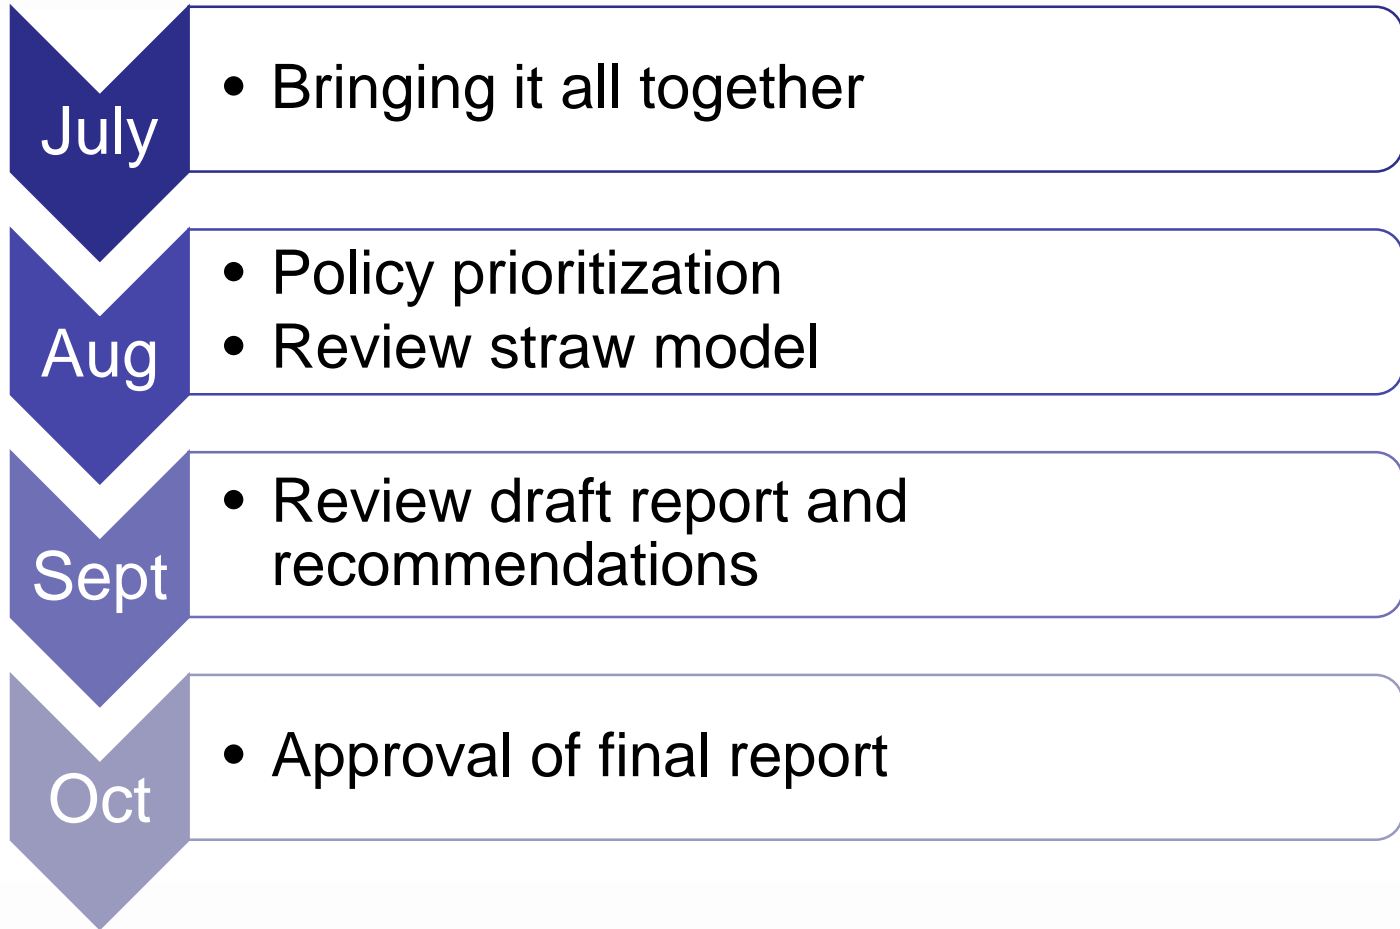 July
• Bringing it all together
Aug
• Policy prioritization
• Review straw model
Sept
• Review draft report and
recommendations
Oct
• Approval of final report